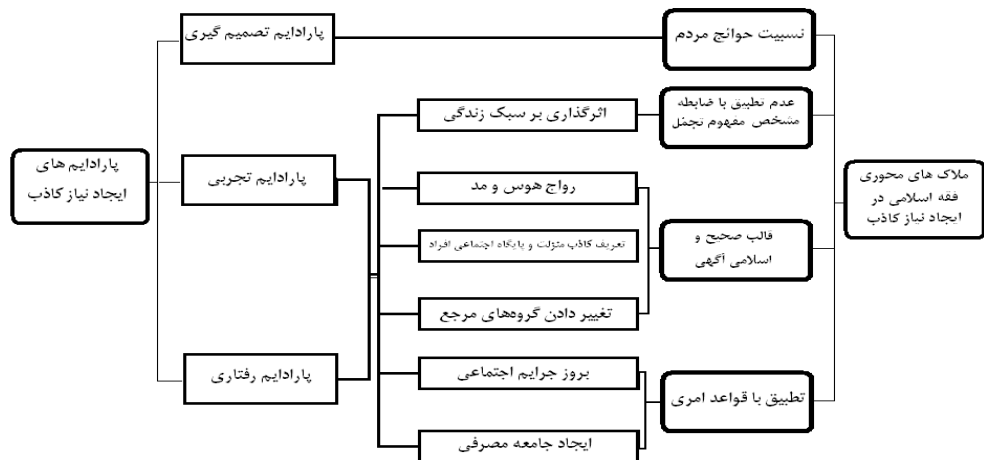 ملاک های محوری
فقه اسلامی در
ایجاد نیاز کاذب
نسبیت حوائج مردم
عدم تطبیق با ضابطه
مشخص مفهوم تجمل
قالب صحیح و
اسلامی آگهی
تطبیق با قواعد امری
اثرگذاری بر سبک زندگی
رواج هوس و مد
تعریف کاذب منزلت و پایگاه اجتماعی افراد
تغییر دادن گروه‌های مرجع
بروز جرایم اجتماعی
ایجاد جامعه مصرفی
پارادایم تصمیم گیری
پارادایم تجربی
پارادایم رفتاری
پارادایم های
ایجاد نیاز کاذب